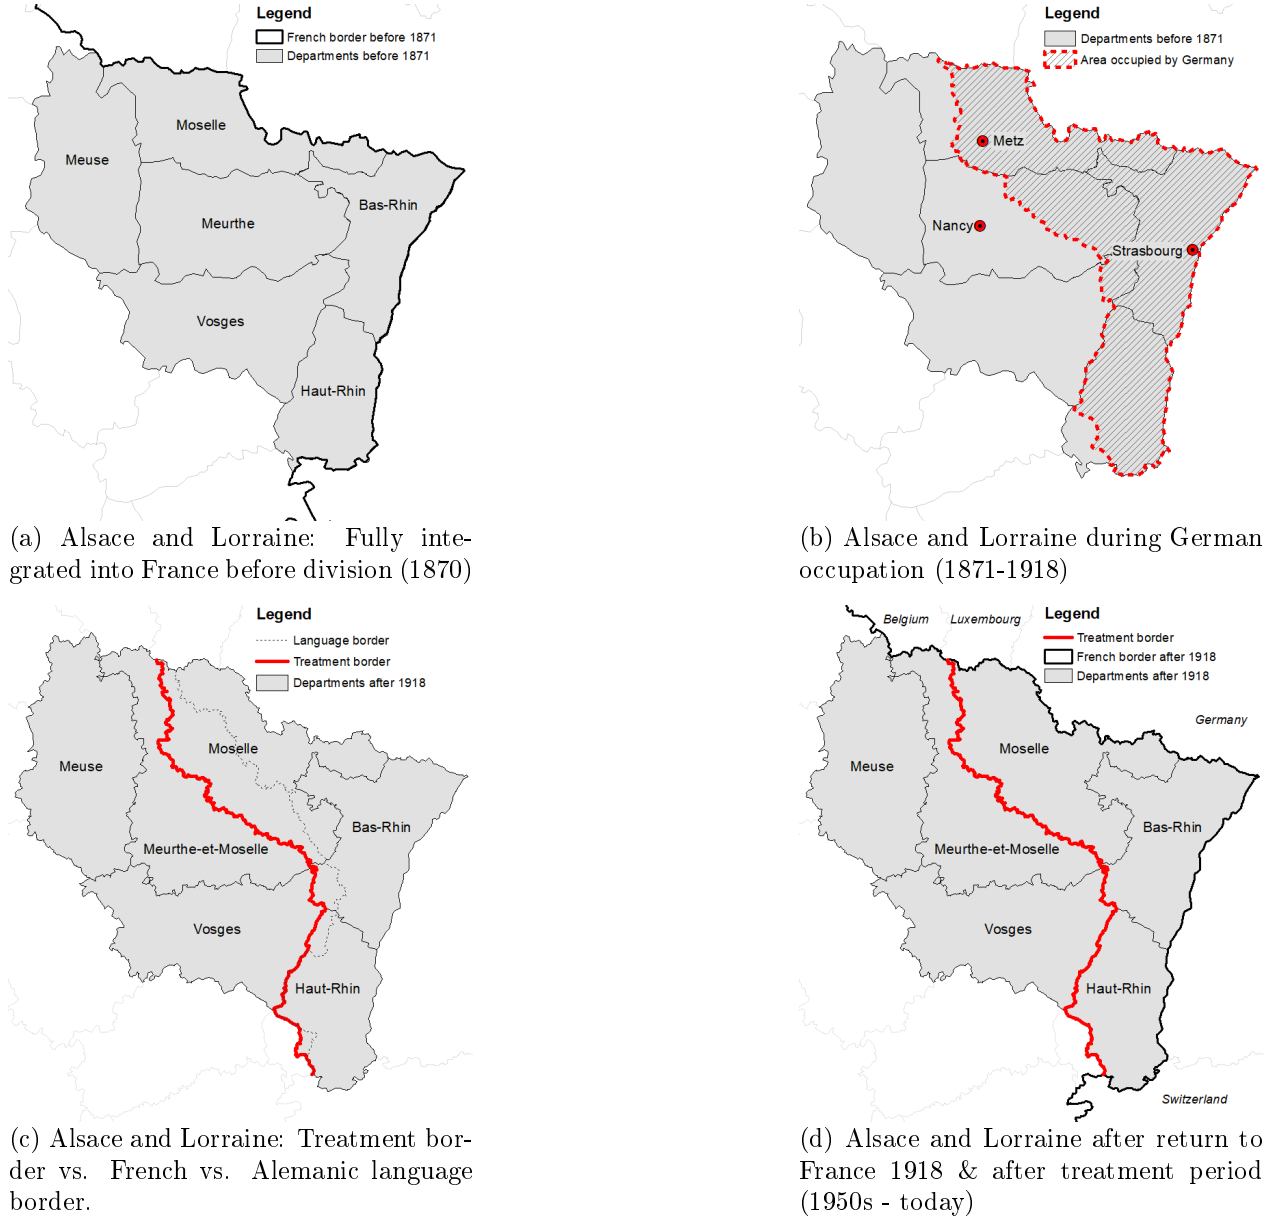 Legend
French border before 1871
Departments before 1871
Moselle
Meuse
Bas-Rhin
Meurthe
Vosges
Haut-Rhin
(a) Alsace and Lorraine: Fully inte-
grated into France before division (1870)
Legend
Departments before 1871
Area occupied by Germany
Metz
Nancy
Strasbourg
(b) Alsace and Lorraine during German
occupation (1871-1918)
Legend
Language border
Treatment border
Departments after 1918
Moselle
Meuse
Bas-Rhin
Meurthe-et-Moselle
Vosges
Haut-Rhin
(c) Alsace and Lorraine: Treatment bor-
der vs. French vs. Alemanic language
border.
Legend
Belgium
Luxembourg
Treatment border
French border after 1918
Departments after 1918
Germany
Moselle
Meuse
Bas-Rhin
Meurthe-et-Moselle
Vosges
Haut-Rhin
Switzerland
(d) Alsace and Lorraine after return to
France 1918 & after treatment period
(1950s - today)